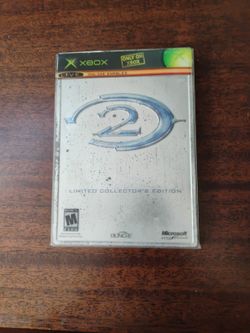 XBOX
ONLY ON
XBOX
LIVE
2
LIMITED COLLECTOR'S EDITION
M
BUNGIE
Microsoft